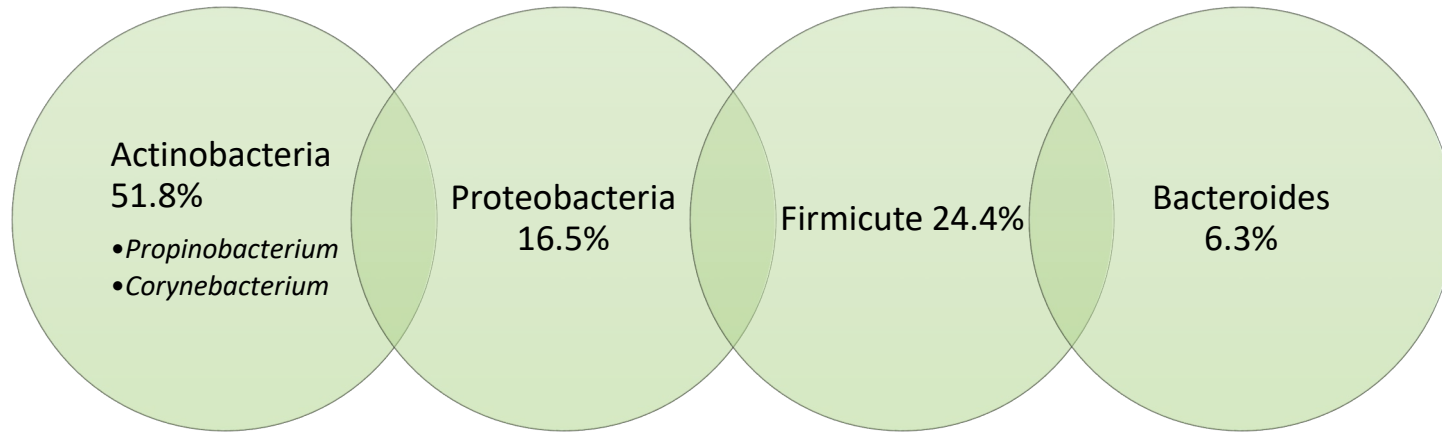 Actinobacteria
51.8%
•Propinobacterium
•Corynebacterium
Proteobacteria
16.5%
Firmicute 24.4%
Bacteroides
6.3%